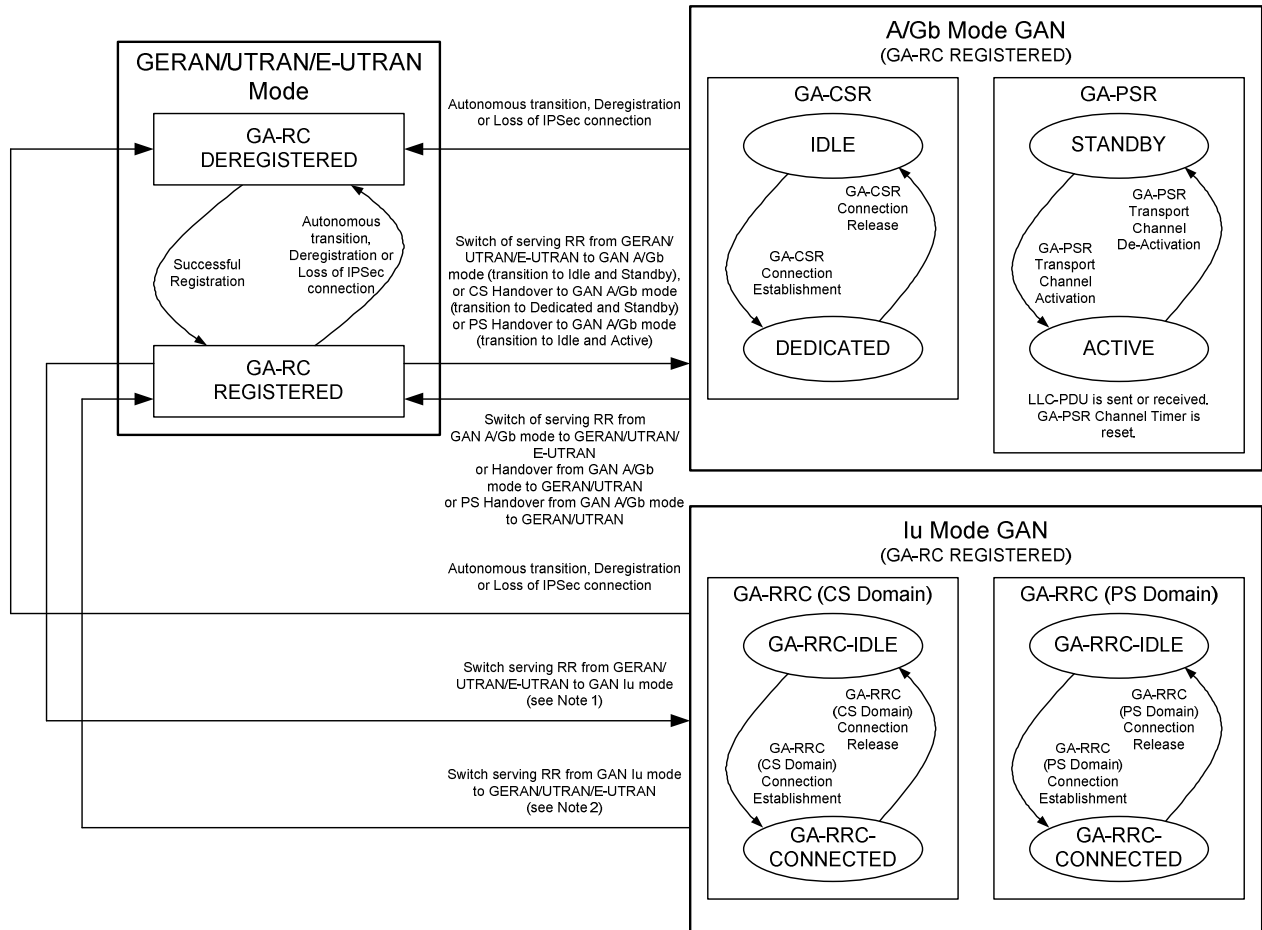 GERAN/UTRAN/E-UTRAN
Mode
GA-RC
DEREGISTERED
Successful
Registration
Autonomous
transition,
Deregistration or
Loss of IPSec
connection
GA-RC
REGISTERED
Autonomous transition, Deregistration
or Loss of IPSec connection
Switch of serving RR from GERAN/
UTRAN/E-UTRAN to GAN A/Gb
mode (transition to Idle and Standby),
or CS Handover to GAN A/Gb mode
(transition to Dedicated and Standby)
or PS Handover to GAN A/Gb mode
(transition to Idle and Active)
Switch of serving RR from
GAN A/Gb mode to GERAN/UTRAN/
E-UTRAN
or Handover from GAN A/Gb
mode to GERAN/UTRAN
or PS Handover from GAN A/Gb mode
to GERAN/UTRAN
A/Gb Mode GAN
(GA-RC REGISTERED)
GA-CSR
IDLE
GA-CSR
Connection
Release
GA-CSR
Connection
Establishment
DEDICATED
GA-PSR
STANDBY
GA-PSR
Transport
Channel
De-Activation
GA-PSR
Transport
Channel
Activation
ACTIVE
LLC-PDU is sent or received.
GA-PSR Channel Timer is
reset.
Autonomous transition, Deregistration
or Loss of IPSec connection
Switch serving RR from GERAN/
UTRAN/E-UTRAN to GAN Iu mode
(see Note 1)
Switch serving RR from GAN Iu mode
to GERAN/UTRAN/E-UTRAN
(see Note 2)
Iu Mode GAN
(GA-RC REGISTERED)
GA-RRC (CS Domain)
GA-RRC-IDLE
GA-RRC
(CS Domain)
Connection
Release
GA-RRC
(CS Domain)
Connection
Establishment
GA-RRC-
CONNECTED
GA-RRC (PS Domain)
GA-RRC-IDLE
GA-RRC
(PS Domain)
Connection
Release
GA-RRC
(PS Domain)
Connection
Establishment
GA-RRC-
CONNECTED